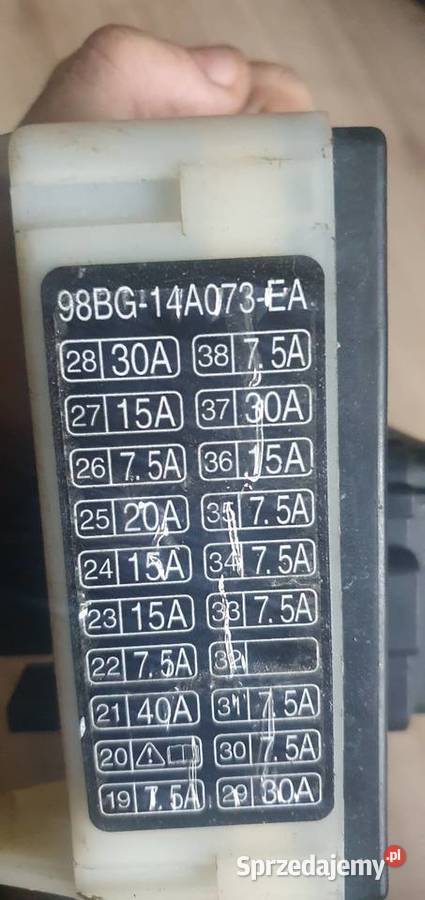 98BG-14A073-EA
28 30A 38 7.5A
27 15A 37 30A
26 7.5A 36 15A
25 20A 35 7.5A
24 15A 34 7.5A
23 15A 33 7.5A
22 7.5A 32
21 40A 31 7.5A
20 30 7.5A
19 7.5A 29 30A
Sprzedajemy.pl